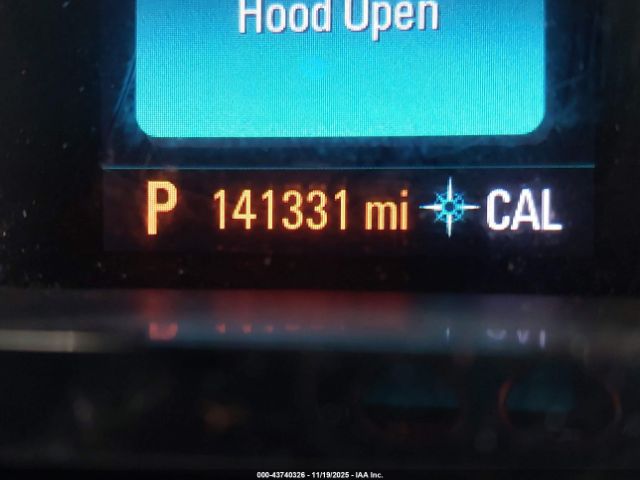 Hood Open
P 141331 mi CAL
000-43740326 - 11/19/2025 - IAA Inc.